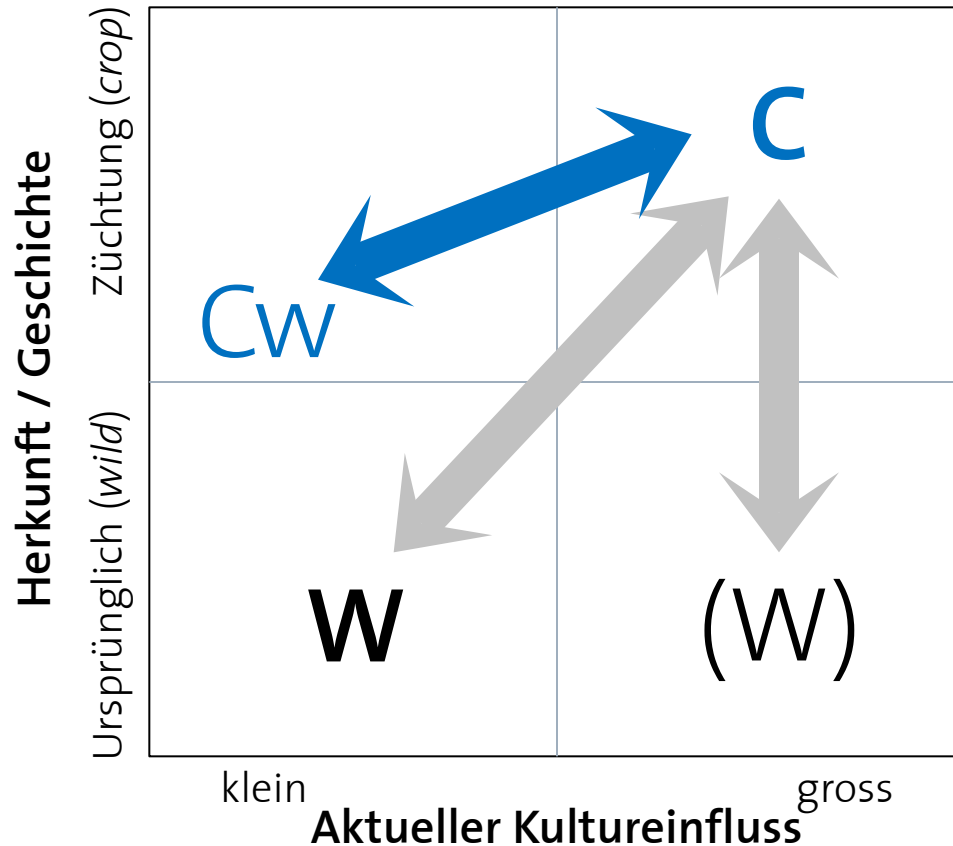 Herkunft / Geschichte
Züchtung (crop)
Ursprünglich (wild)
C
Cw
W
(W)
klein
gross
Aktueller Kultureinfluss